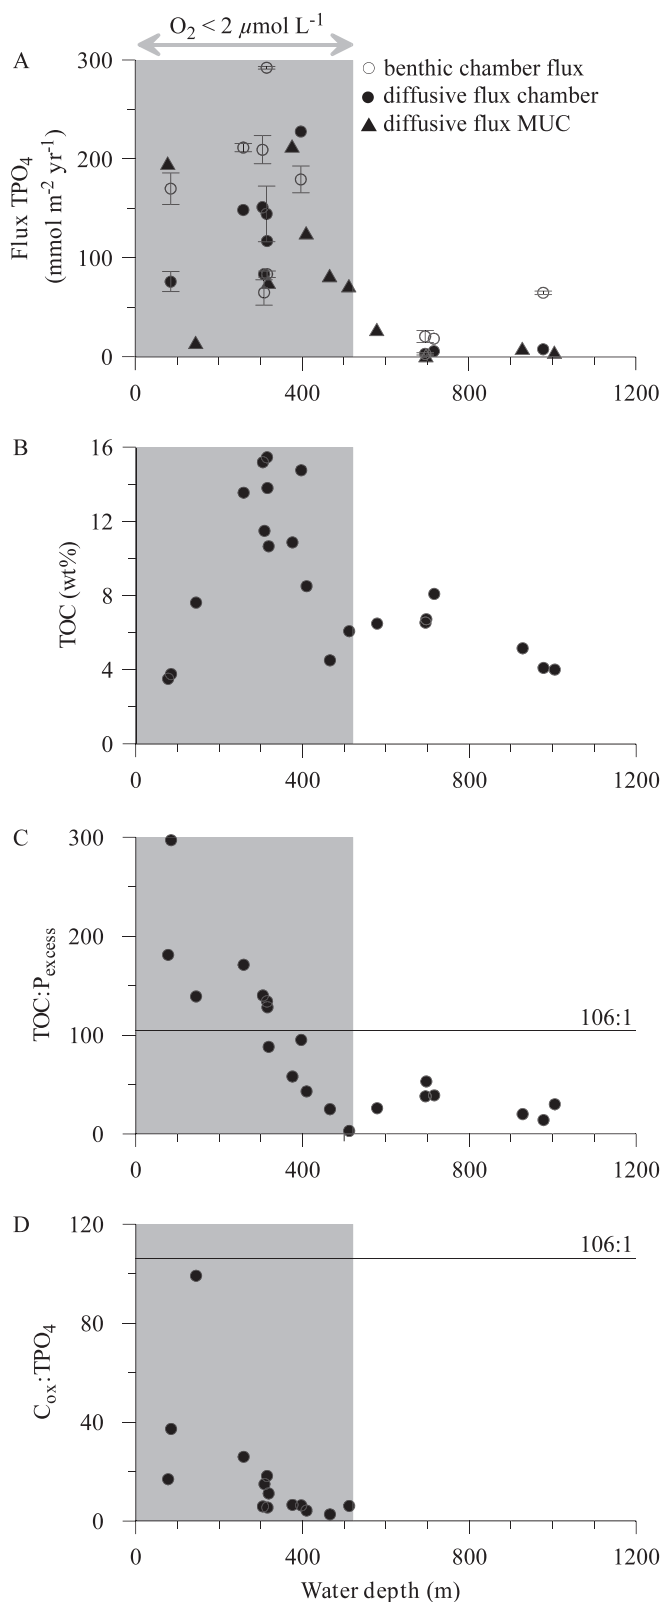 O2 < 2 µmol L-1
A
300
200
100
0
Flux TPO4
(mmol m-2 yr-1)
benthic chamber flux
diffusive flux chamber
diffusive flux MUC
0 400 800 1200
B
16
12
8
4
0
TOC (wt%)
0 400 800 1200
C
300
200
100
0
TOC:Pexcess
106:1
0 400 800 1200
D
120
80
40
0
Cox:TPO4
106:1
0 400 800 1200
Water depth (m)